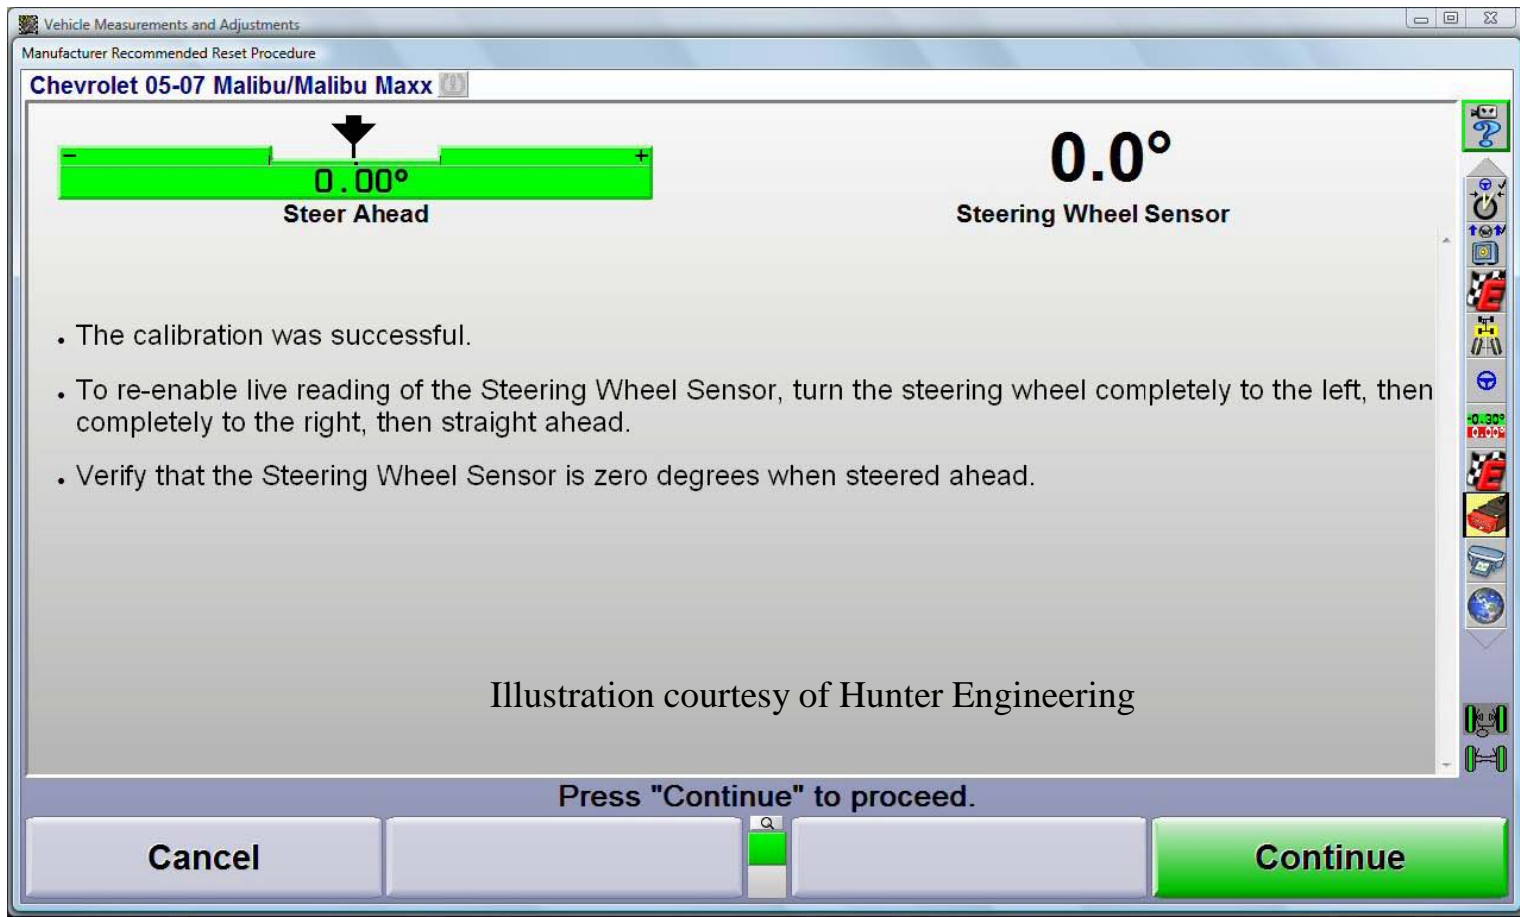 Vehicle Measurements and Adjustments
Manufacturer Recommended Reset Procedure
Chevrolet 05-07 Malibu/Malibu Maxx
- +
0.00°
Steer Ahead
0.0°
Steering Wheel Sensor
• The calibration was successful.
• To re-enable live reading of the Steering Wheel Sensor, turn the steering wheel completely to the left, then
completely to the right, then straight ahead.
• Verify that the Steering Wheel Sensor is zero degrees when steered ahead.
-0.30°
0.00°
Illustration courtesy of Hunter Engineering
Press "Continue" to proceed.
Cancel
Continue